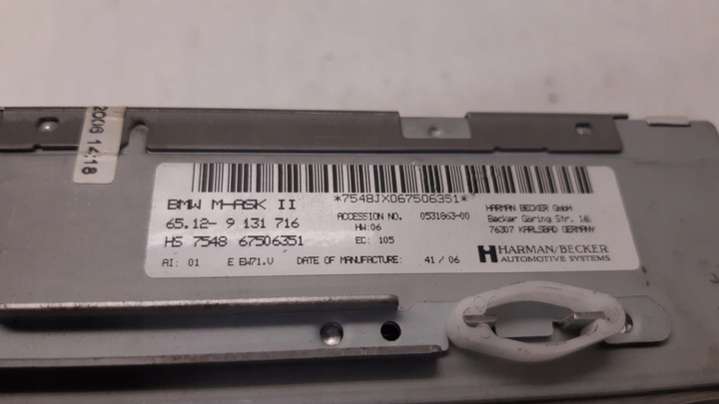 2006 14:18
BMW M-ASK II
65.12- 9 131 716
HS 7548 67506351
AI: 01 E EW71.V
*7548JX067506351*
ACCESSION NO. 0531863-00
HW:06
EC: 105
DATE OF MANUFACTURE: 41/06
HARMAN BECKER GmbH
Becker Göring Str. 16
76307 KARLSBAD GERMANY
HARMAN/BECKER
AUTOMOTIVE SYSTEMS